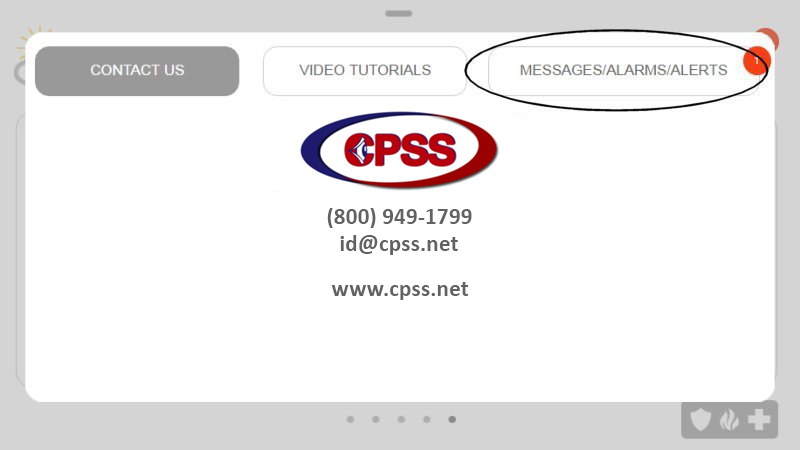 CONTACT US
VIDEO TUTORIALS
MESSAGES/ALARMS/ALERTS
1
CPSS
(800) 949-1799
id@cpss.net
www.cpss.net